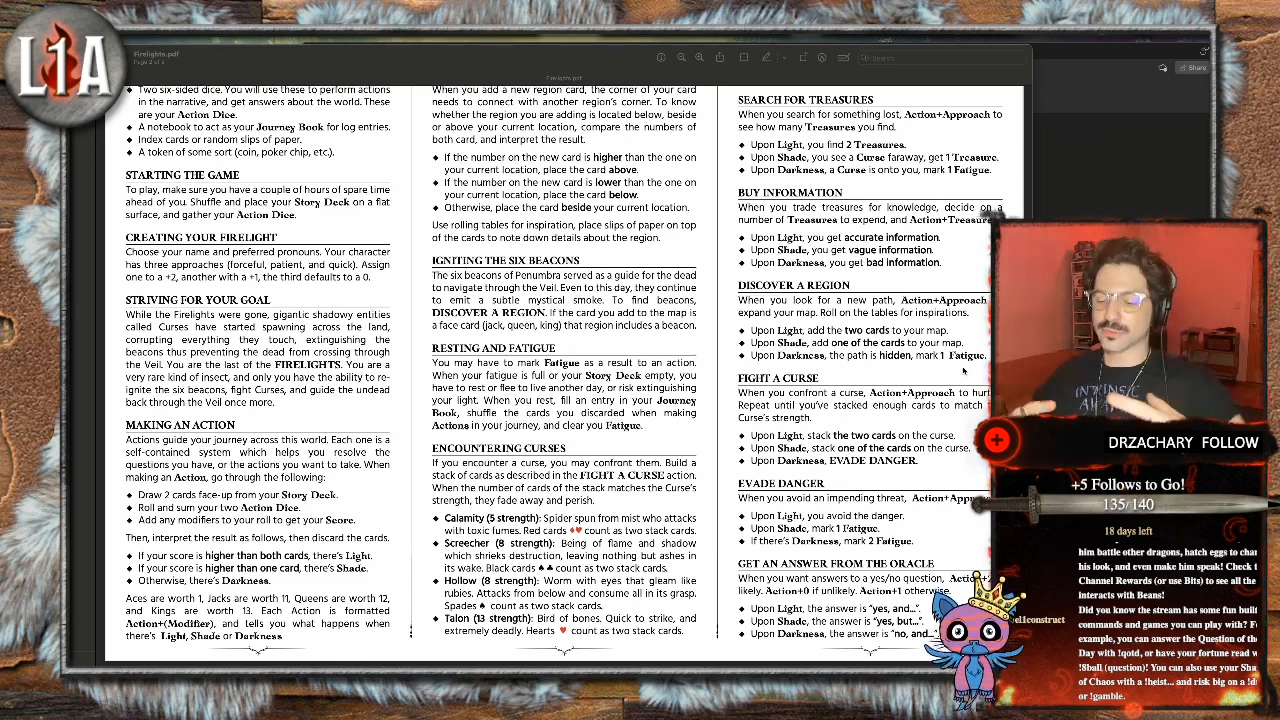 L1A
Firelights.pdf
Page 2 of 2
Firelights.pdf
Search
Share
Two six-sided dice. You will use these to perform actions
in the narrative, and get answers about the world. These
are your Action Dice.
A notebook to act as your Journey Book for log entries.
Index cards or random slips of paper.
A token of some sort (coin, poker chip, etc.).
STARTING THE GAME
To play, make sure you have a couple of hours of spare time
ahead of you. Shuffle and place your Story Deck on a flat
surface, and gather your Action Dice.
CREATING YOUR FIRELIGHT
Choose your name and preferred pronouns. Your character
has three approaches (forceful, patient, and quick). Assign
one to a +2, another with a +1, the third defaults to a 0.
STRIVING FOR YOUR GOAL
While the Firelights were gone, gigantic shadowy entities
called Curses have started spawning across the land,
corrupting everything they touch, extinguishing the
beacons thus preventing the dead from crossing through
the Veil. You are the last of the FIRELIGHTS. You are a
very rare kind of insect, and only you have the ability to re-
ignite the six beacons, fight Curses, and guide the undead
back through the Veil once more.
MAKING AN ACTION
Actions guide your journey across this world. Each one is a
self-contained system which helps you resolve the
questions you have, or the actions you want to take. When
making an Action, go through the following:
Draw 2 cards face-up from your Story Deck.
Roll and sum your two Action Dice.
Add any modifiers to your roll to get your Score.
Then, interpret the result as follows, then discard the cards.
If your score is higher than both cards, there's Light.
If your score is higher than one card, there's Shade.
Otherwise, there's Darkness.
Aces are worth 1, Jacks are worth 11, Queens are worth 12,
and Kings are worth 13. Each Action is formatted
Action+(Modifier), and tells you what happens when
there's Light, Shade or Darkness
When you add a new region card, the corner of your card
needs to connect with another region's corner. To know
whether the region you are adding is located below, beside
or above your current location, compare the numbers of
both card, and interpret the result.
If the number on the new card is higher than the one on
your current location, place the card above.
If the number on the new card is lower than the one on
your current location, place the card below.
Otherwise, place the card beside your current location.
Use rolling tables for inspiration, place slips of paper on top
of the cards to note down details about the region.
IGNITING THE SIX BEACONS
The six beacons of Penumbra served as a guide for the dead
to navigate through the Veil. Even to this day, they continue
to emit a subtle mystical smoke. To find beacons,
DISCOVER A REGION. If the card you add to the map is
a face card (jack, queen, king) that region includes a beacon.
RESTING AND FATIGUE
You may have to mark Fatigue as a result to an action.
When your fatigue is full or your Story Deck empty, you
have to rest or flee to live another day, or risk extinguishing
your light. When you rest, fill an entry in your Journey
Book, shuffle the cards you discarded when making
Actions in your journey, and clear you Fatigue.
ENCOUNTERING CURSES
If you encounter a curse, you may confront them. Build a
stack of cards as described in the FIGHT A CURSE action.
When the number of cards of the stack matches the Curse's
strength, they fade away and perish.
Calamity (5 strength): Spider spun from mist who attacks
with toxic fumes. Red cards ♦♥ count as two stack cards.
Screecher (8 strength): Being of flame and shadow
which shrieks destruction, leaving nothing but ashes in
its wake. Black cards ♠♣ count as two stack cards.
Hollow (8 strength): Worm with eyes that gleam like
rubies. Attacks from below and consume all in its grasp.
Spades ♠ count as two stack cards.
Talon (13 strength): Bird of bones. Quick to strike, and
extremely deadly. Hearts ♥ count as two stack cards.
SEARCH FOR TREASURES
When you search for something lost, Action+Approach to
see how many Treasures you find.
Upon Light, you find 2 Treasures.
Upon Shade, you see a Curse faraway, get 1 Treasure.
Upon Darkness, a Curse is onto you, mark 1 Fatigue.
BUY INFORMATION
When you trade treasures for knowledge, decide on a
number of Treasures to expend, and Action+Treasure
Upon Light, you get accurate information.
Upon Shade, you get vague information.
Upon Darkness, you get bad information.
DISCOVER A REGION
When you look for a new path, Action+Approach
expand your map. Roll on the tables for inspirations.
Upon Light, add the two cards to your map.
Upon Shade, add one of the cards to your map.
Upon Darkness, the path is hidden, mark 1 Fatigue.
FIGHT A CURSE
When you confront a curse, Action+Approach to hurt
Repeat until you've stacked enough cards to match
Curse's strength.
Upon Light, stack the two cards on the curse.
Upon Shade, stack one of the cards on the curse.
Upon Darkness, EVADE DANGER.
EVADE DANGER
When you avoid an impending threat,
Upon Light, you avoid the danger.
Upon Shade, mark 1 Fatigue.
If there's Darkness, mark 2 Fatigue.
GET AN ANSWER FROM THE ORACLE
When you want answers to a yes/no question,
likely. Action+0 if unlikely. Action+1 otherwise.
Upon Light, the answer is "yes, and...".
Upon Shade, the answer is "yes, but...".
Upon Darkness, the answer is "no, and..."
INTRINSIC
DRZACHARY FOLLOW
+5 Follows to Go!
135/140
18 days left
him battle other dragons, hatch eggs to
his look, and even make him speak! Check
Channel Rewards (or use Bits) to see all the
interacts with Beans!
Did you know the stream has some fun
commands and games you can play with?
example, you can answer the Question of the
Day with !qotd, or have your fortune read
!8ball (question)! You can also use your
of Chaos with a !heist... and risk big on a
or !gamble.